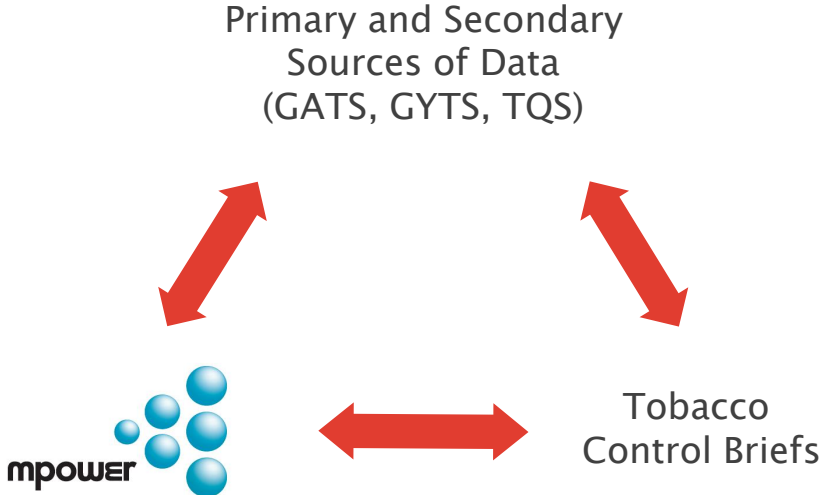 Primary and Secondary
Sources of Data
(GATS, GYTS, TQS)
mpower
Tobacco
Control Briefs